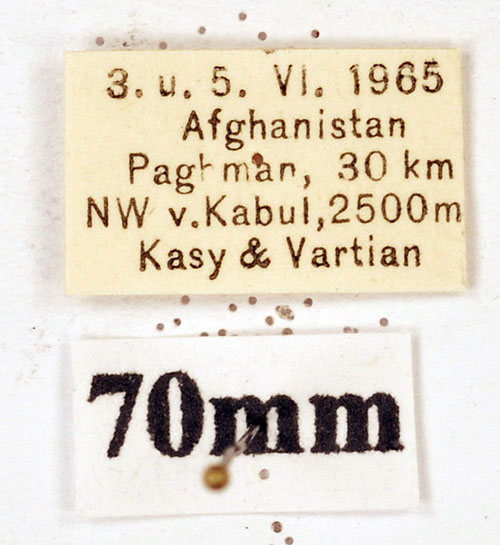 3. u. 5. VI. 1965
Afghanistan
Paghman, 30 km
NW v.Kabul,2500m
Kasy & Vartian
70mm